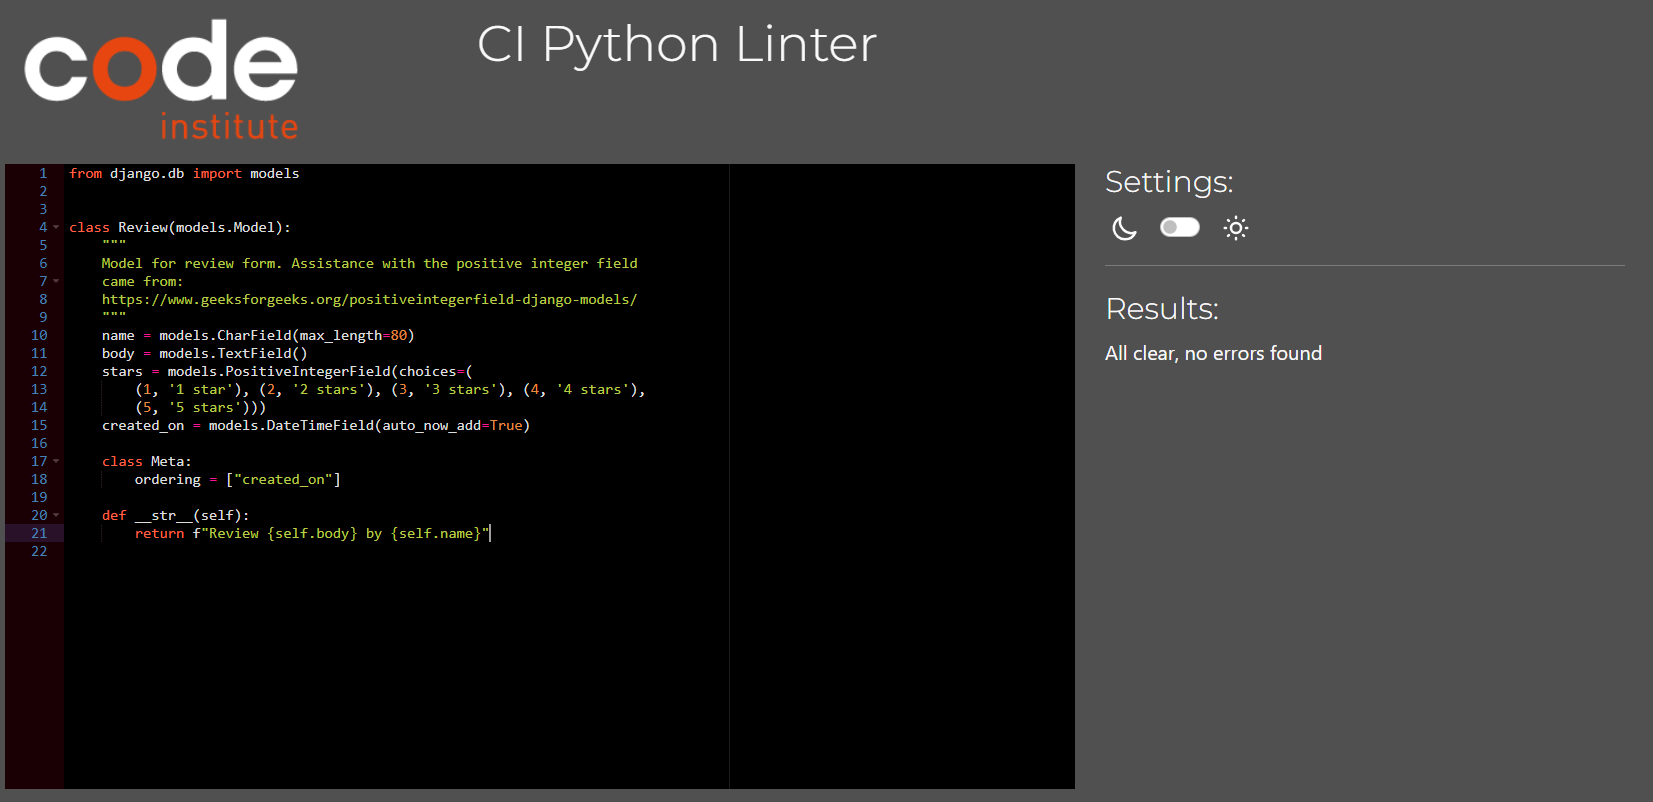 code
institute
CI Python Linter
1 from django.db import models
2
3
4 class Review(models.Model):
5     """
6     Model for review form. Assistance with the positive integer field
7     came from:
8     https://www.geeksforgeeks.org/positiveintegerfield-django-models/
9     """
10     name = models.CharField(max_length=80)
11     body = models.TextField()
12     stars = models.PositiveIntegerField(choices=(
13         (1, '1 star'), (2, '2 stars'), (3, '3 stars'), (4, '4 stars'),
14         (5, '5 stars')))
15     created_on = models.DateTimeField(auto_now_add=True)
16
17     class Meta:
18         ordering = ["created_on"]
19
20     def __str__(self):
21         return f"Review {self.body} by {self.name}"
22
Settings:
Results:
All clear, no errors found